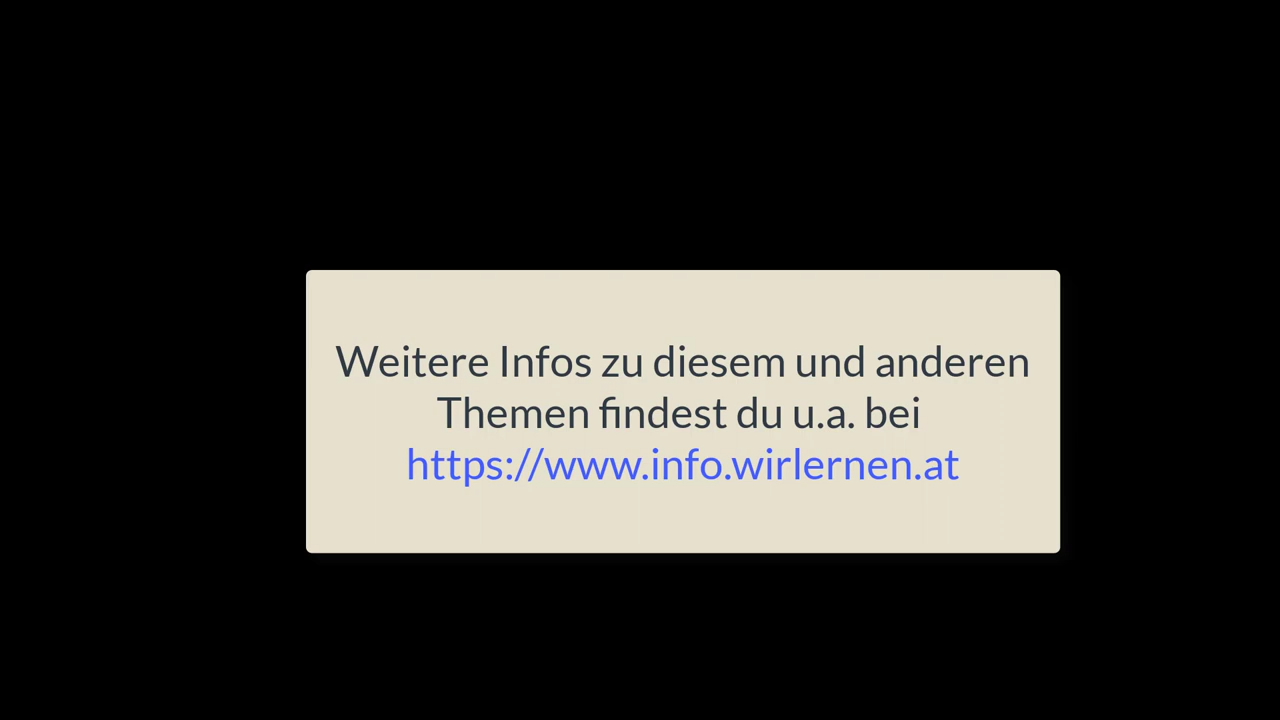 Weitere Infos zu diesem und anderen
Themen findest du u.a. bei
https://www.info.wirlernen.at